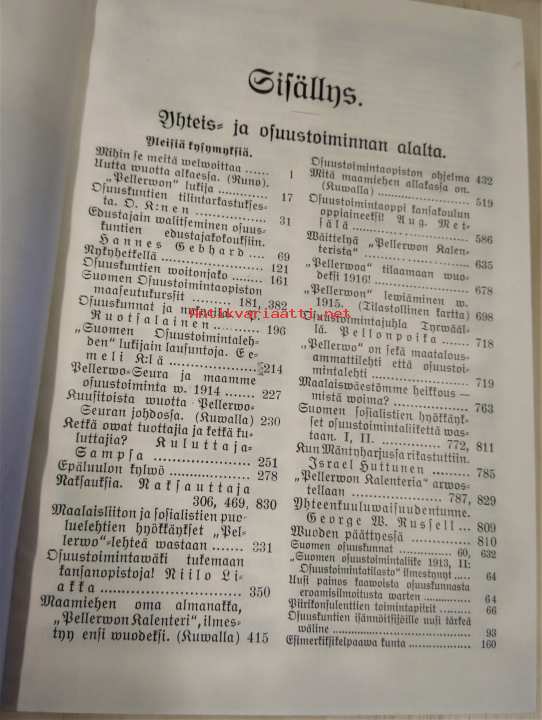 Sisällys.
Yhteis- ja osuustoiminnan alalta.
Yleisiä kysymyksiä.
Mihin se meitä welwoittaa ...... 1
Uutta wuotta alkaessa. (Runo).
„Pellerwon" lukija ............ 17
Osuuskuntien tilintarkastukses-
ta. O. K:nen ................ 31
Edustajain walitseminen osuus-
kuntien edustajakokouksiin.
Hannes Gebhard .... 69
Nykyhetkellä .................. 121
Osuuskuntien woitonjako ...... 161
Suomen Osuustoimintaopiston
maaseutukurssit ........ 181, 382
Osuuskunnat ja
Ruotsalainen ........... 196
„Suomen Osuustoimintaleh-
den" lukijain lausuntoja. Ee-
meli K:lä ................ 214
Pellerwo-Seura ja maamme
osuustoiminta w. 1914 ....... 227
Kuusitoista wuotta Pellerwo-
Seuran johdossa. (Kuwalla) 230
Ketkä owat tuottajia ja ketkä ku-
luttajia? Kuluttaja-
Sampsa .................. 251
Epäluulon kylwö ................ 278
Naksauksia. Naksauttaja
306, 469, 830
Maalaisliiton ja sosialistien puo-
luelehtien hyökkäykset „Pel-
lerwo"-lehteä wastaan ...... 231
Osuustoimintawäki tukemaan
kansanopistoja! Niilo Li-
akka ........................ 350
Maamiehen oma almanakka,
„Pellerwon Kalenteri", ilmes-
tyy ensi wuodeksi. (Kuwalla) 415
Osuustoimintaopiston ohjelma 432
Mitä maamiehen allakassa on.
(Kuwalla) .................. 519
Osuustoimintaoppi kansakoulun
oppiaineeksi! Aug. Met-
sälä ........................ 586
Wäittelyä „Pellerwon Kalen-
terista" .................... 635
„Pellerwoa" tilaamaan wuo-
deksi 1916! ................ 678
„Pellerwon" lewiäminen w.
1915. (Tilastollinen kartta) 698
Osuustoimintajuhla Tyrwääl-
lä. Pellonpoika ........ 718
„Pellerwo" on sekä maatalous-
ammattilehti että osuustoi-
mintalehti .................. 719
Maalaiswäestömme heikkous —
missä woima? ................ 763
Suomen sosialistien hyökkäyk-
set osuustoimintaliikettä was-
taan. I, II. ............ 772, 811
Kun Mäntyharjussa rikastuttiin.
Israel Huttunen ...... 785
„Pellerwon Kalenteria" arwos-
tellaan .............. 787, 829
Yhteenkuuluwaisuudentunne.
George W. Russell .. 809
Wuoden päättyessä .............. 810
Suomen osuuskunnat ...... 60, 632
„Suomen Osuustoimintaliike 1913, II:
Osuustoimintatilasto" ilmestynyt . 64
Uusi painos kaawoista osuuskunnasta
eroamisilmoitusta warten ........ 64
Piirikonsulenttien toimintapiirit .... 66
Osuuskuntien isännöitsijöille uusi tärkeä
wäline ........................ 93
Esimerkkikelpaawa kunta .......... 160
antikvariaatti.net